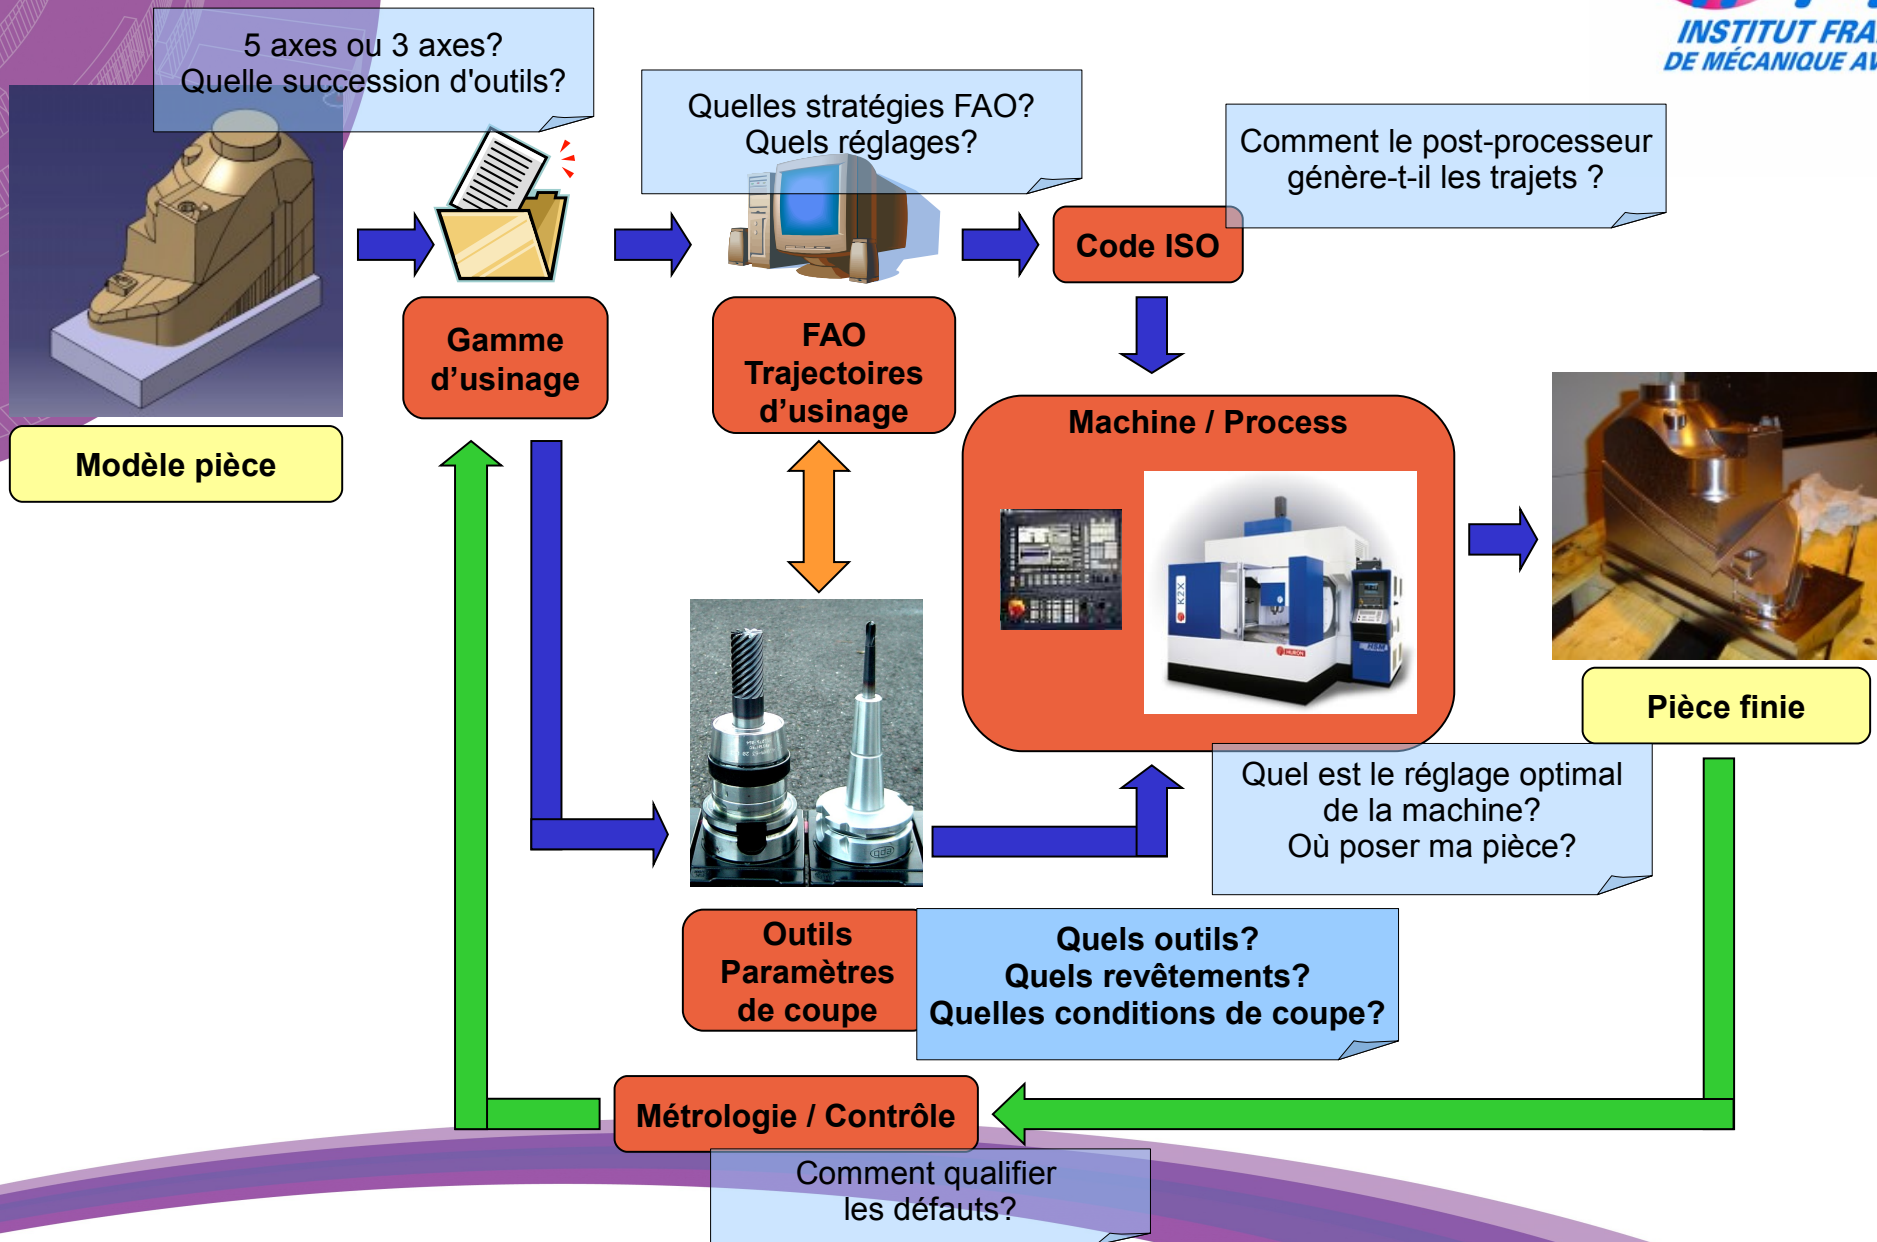 5 axes ou 3 axes?
Quelle succession d'outils?
Quelles stratégies FAO?
Quels réglages?
Comment le post-processeur
génère-t-il les trajets ?
INSTITUT
DE MÉCANIQUE
Code ISO
Gamme
d’usinage
FAO
Trajectoires
d’usinage
Machine / Process
Modèle pièce
K2X
HURON
Pièce finie
Quel est le réglage optimal
de la machine?
Où poser ma pièce?
Outils
Paramètres
de coupe
Quels outils?
Quels revêtements?
Quelles conditions de coupe?
Métrologie / Contrôle
Comment qualifier
les défauts?